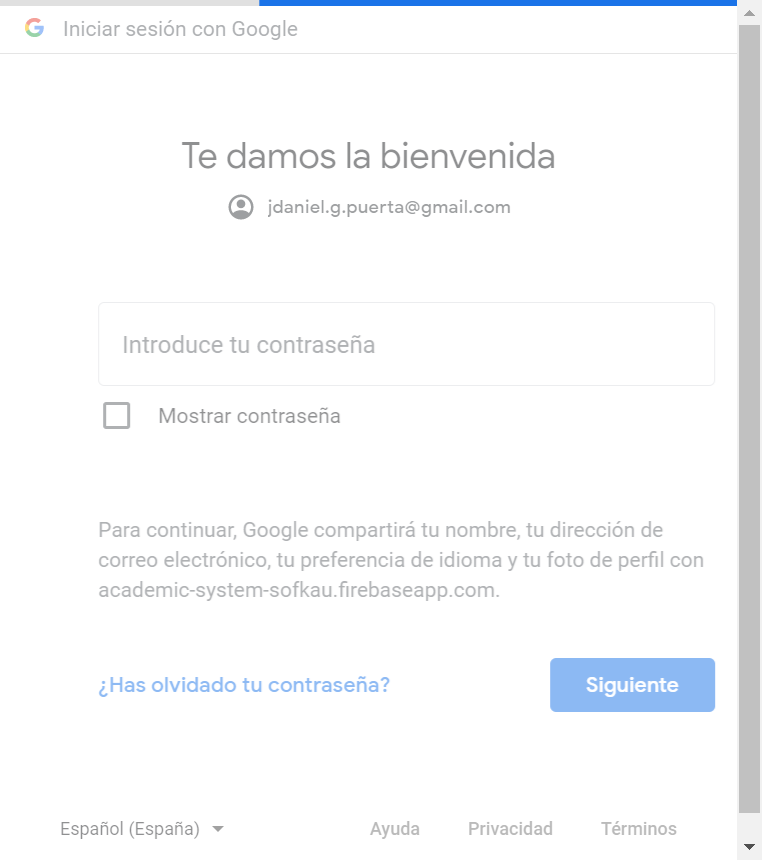 Iniciar sesión con Google
Te damos la bienvenida
jdaniel.g.puerta@gmail.com
Introduce tu contraseña
Mostrar contraseña
Para continuar, Google compartirá tu nombre, tu dirección de
correo electrónico, tu preferencia de idioma y tu foto de perfil con
academic-system-sofkau.firebaseapp.com.
¿Has olvidado tu contraseña?
Siguiente
Español (España)
Ayuda
Privacidad
Términos